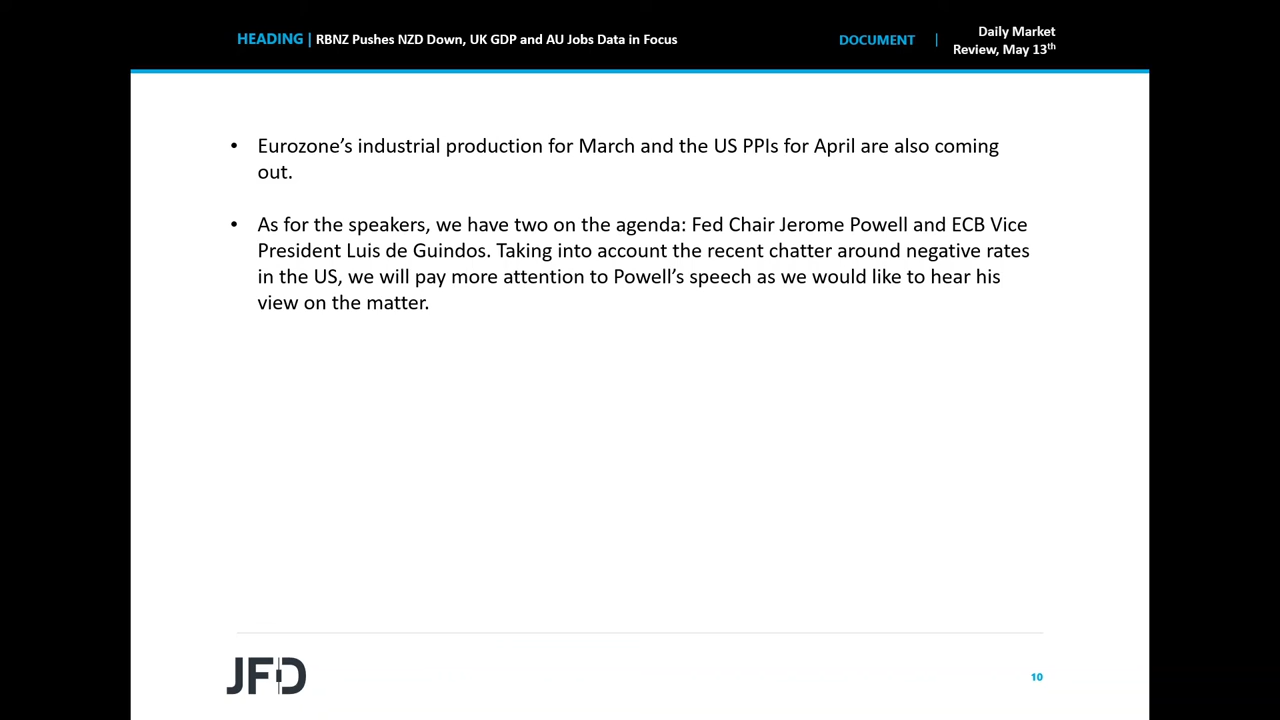 HEADING | RBNZ Pushes NZD Down, UK GDP and AU Jobs Data in Focus
DOCUMENT |
Daily Market
Review, May 13th
• Eurozone’s industrial production for March and the US PPIs for April are also coming
out.
• As for the speakers, we have two on the agenda: Fed Chair Jerome Powell and ECB Vice
President Luis de Guindos. Taking into account the recent chatter around negative rates
in the US, we will pay more attention to Powell’s speech as we would like to hear his
view on the matter.
JFD
10